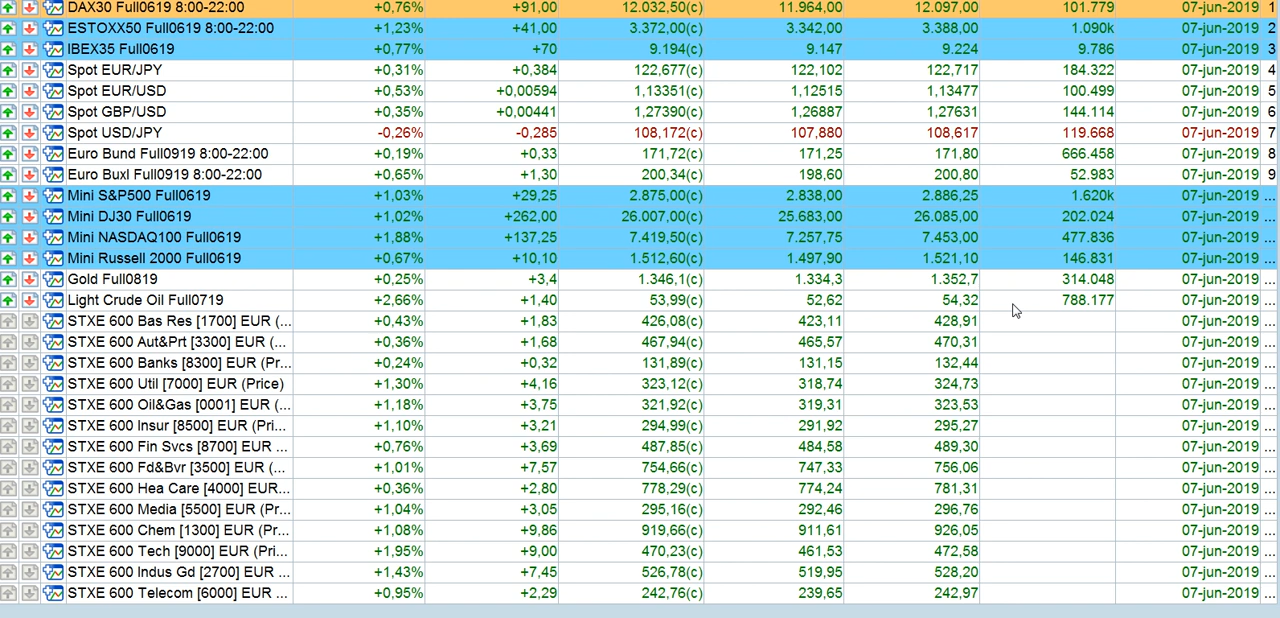 DAX30 Full0619 8:00-22:00 +0,76% +91,00 12.032,50(c) 11.964,00 12.097,00 101.779 07-jun-2019 1
ESTOXX50 Full0619 8:00-22:00 +1,23% +41,00 3.372,00(c) 3.342,00 3.388,00 1.090k 07-jun-2019 2
IBEX35 Full0619 +0,77% +70 9.194(c) 9.147 9.224 9.786 07-jun-2019 3
Spot EUR/JPY +0,31% +0,384 122,677(c) 122,102 122,717 184.322 07-jun-2019 4
Spot EUR/USD +0,53% +0,00594 1,13351(c) 1,12515 1,13477 100.499 07-jun-2019 5
Spot GBP/USD +0,35% +0,00441 1,27390(c) 1,26887 1,27631 144.114 07-jun-2019 6
Spot USD/JPY -0,26% -0,285 108,172(c) 107,880 108,617 119.668 07-jun-2019 7
Euro Bund Full0919 8:00-22:00 +0,19% +0,33 171,72(c) 171,25 171,80 666.458 07-jun-2019 8
Euro Buxl Full0919 8:00-22:00 +0,65% +1,30 200,34(c) 198,60 200,80 52.983 07-jun-2019 9
Mini S&P500 Full0619 +1,03% +29,25 2.875,00(c) 2.838,00 2.886,25 1.620k 07-jun-2019 ...
Mini DJ30 Full0619 +1,02% +262,00 26.007,00(c) 25.683,00 26.085,00 202.024 07-jun-2019 ...
Mini NASDAQ100 Full0619 +1,88% +137,25 7.419,50(c) 7.257,75 7.453,00 477.836 07-jun-2019 ...
Mini Russell 2000 Full0619 +0,67% +10,10 1.512,60(c) 1.497,90 1.521,10 146.831 07-jun-2019 ...
Gold Full0819 +0,25% +3,4 1.346,1(c) 1.334,3 1.352,7 314.048 07-jun-2019 ...
Light Crude Oil Full0719 +2,66% +1,40 53,99(c) 52,62 54,32 788.177 07-jun-2019 ...
STXE 600 Bas Res [1700] EUR (... +0,43% +1,83 426,08(c) 423,11 428,91 07-jun-2019 ...
STXE 600 Aut&Prt [3300] EUR (... +0,36% +1,68 467,94(c) 465,57 470,31 07-jun-2019 ...
STXE 600 Banks [8300] EUR (Pr... +0,24% +0,32 131,89(c) 131,15 132,44 07-jun-2019 ...
STXE 600 Util [7000] EUR (Price) +1,30% +4,16 323,12(c) 318,74 324,73 07-jun-2019 ...
STXE 600 Oil&Gas [0001] EUR (... +1,18% +3,75 321,92(c) 319,31 323,53 07-jun-2019 ...
STXE 600 Insur [8500] EUR (Pri... +1,10% +3,21 294,99(c) 291,92 295,27 07-jun-2019 ...
STXE 600 Fin Svcs [8700] EUR ... +0,76% +3,69 487,85(c) 484,58 489,30 07-jun-2019 ...
STXE 600 Fd&Bvr [3500] EUR (... +1,01% +7,57 754,66(c) 747,33 756,06 07-jun-2019 ...
STXE 600 Hea Care [4000] EUR... +0,36% +2,80 778,29(c) 774,24 781,31 07-jun-2019 ...
STXE 600 Media [5500] EUR (Pr... +1,04% +3,05 295,16(c) 292,46 296,76 07-jun-2019 ...
STXE 600 Chem [1300] EUR (Pr... +1,08% +9,86 919,66(c) 911,61 926,05 07-jun-2019 ...
STXE 600 Tech [9000] EUR (Pri... +1,95% +9,00 470,23(c) 461,53 472,58 07-jun-2019 ...
STXE 600 Indus Gd [2700] EUR ... +1,43% +7,45 526,78(c) 519,95 528,20 07-jun-2019 ...
STXE 600 Telecom [6000] EUR ... +0,95% +2,29 242,76(c) 239,65 242,97 07-jun-2019 ...